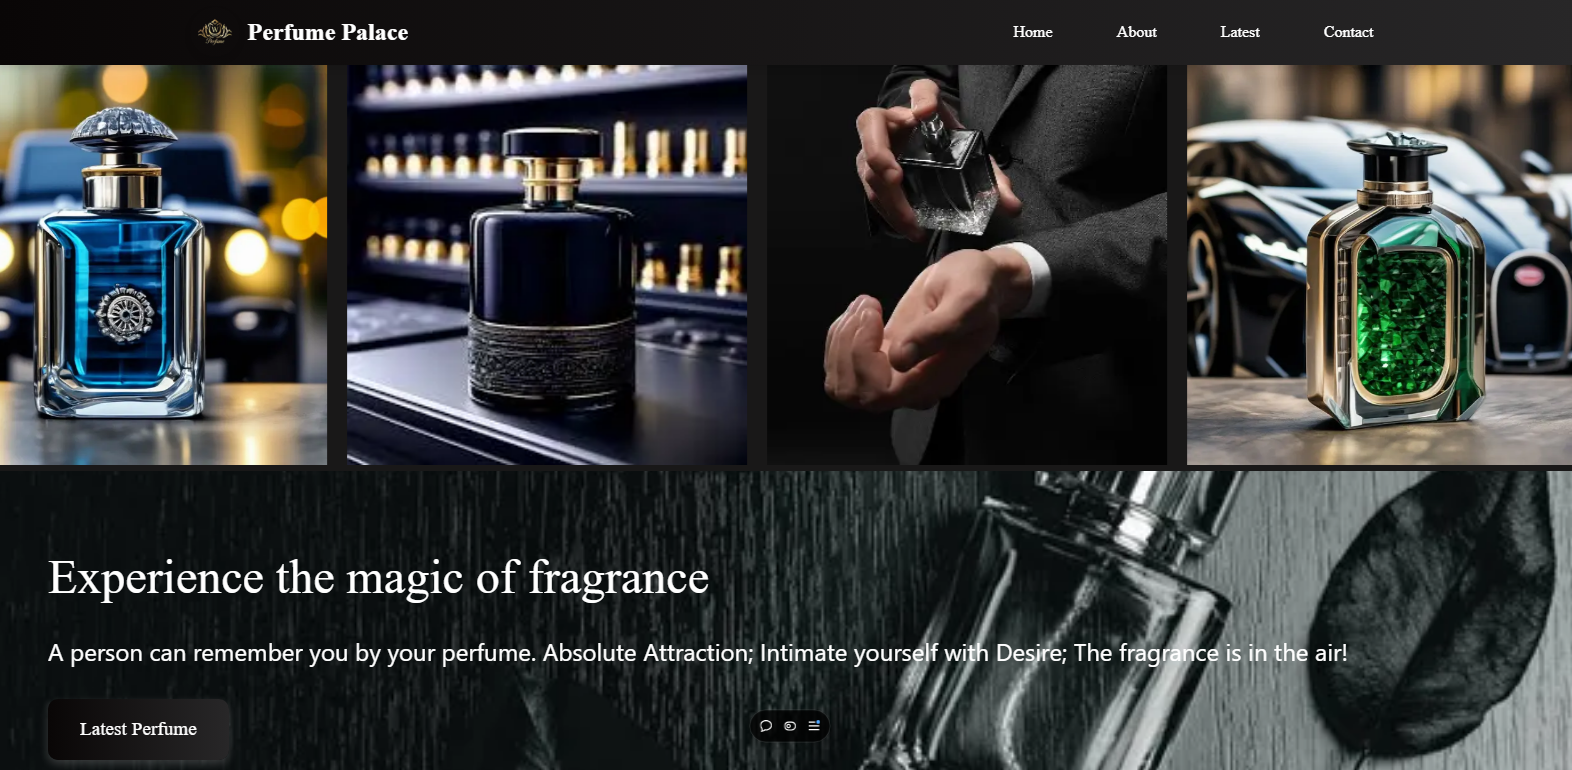 Perfume Palace
Home
About
Latest
Contact
Experience the magic of fragrance
A person can remember you by your perfume. Absolute Attraction; Intimate yourself with Desire; The fragrance is in the air!
Latest Perfume